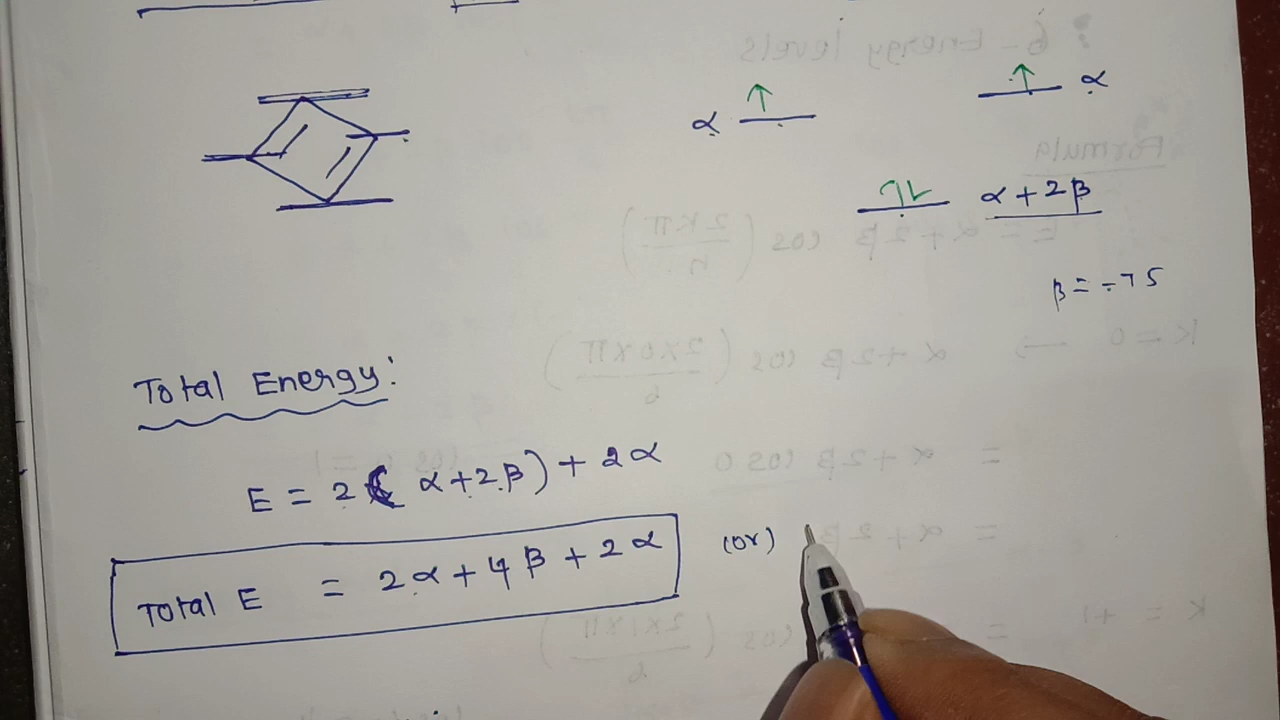 α ↑ ↑ α
↑↓ α + 2β
β = -75
Total Energy:
E = 2(α + 2β) + 2α
Total E = 2α + 4β + 2α (or)